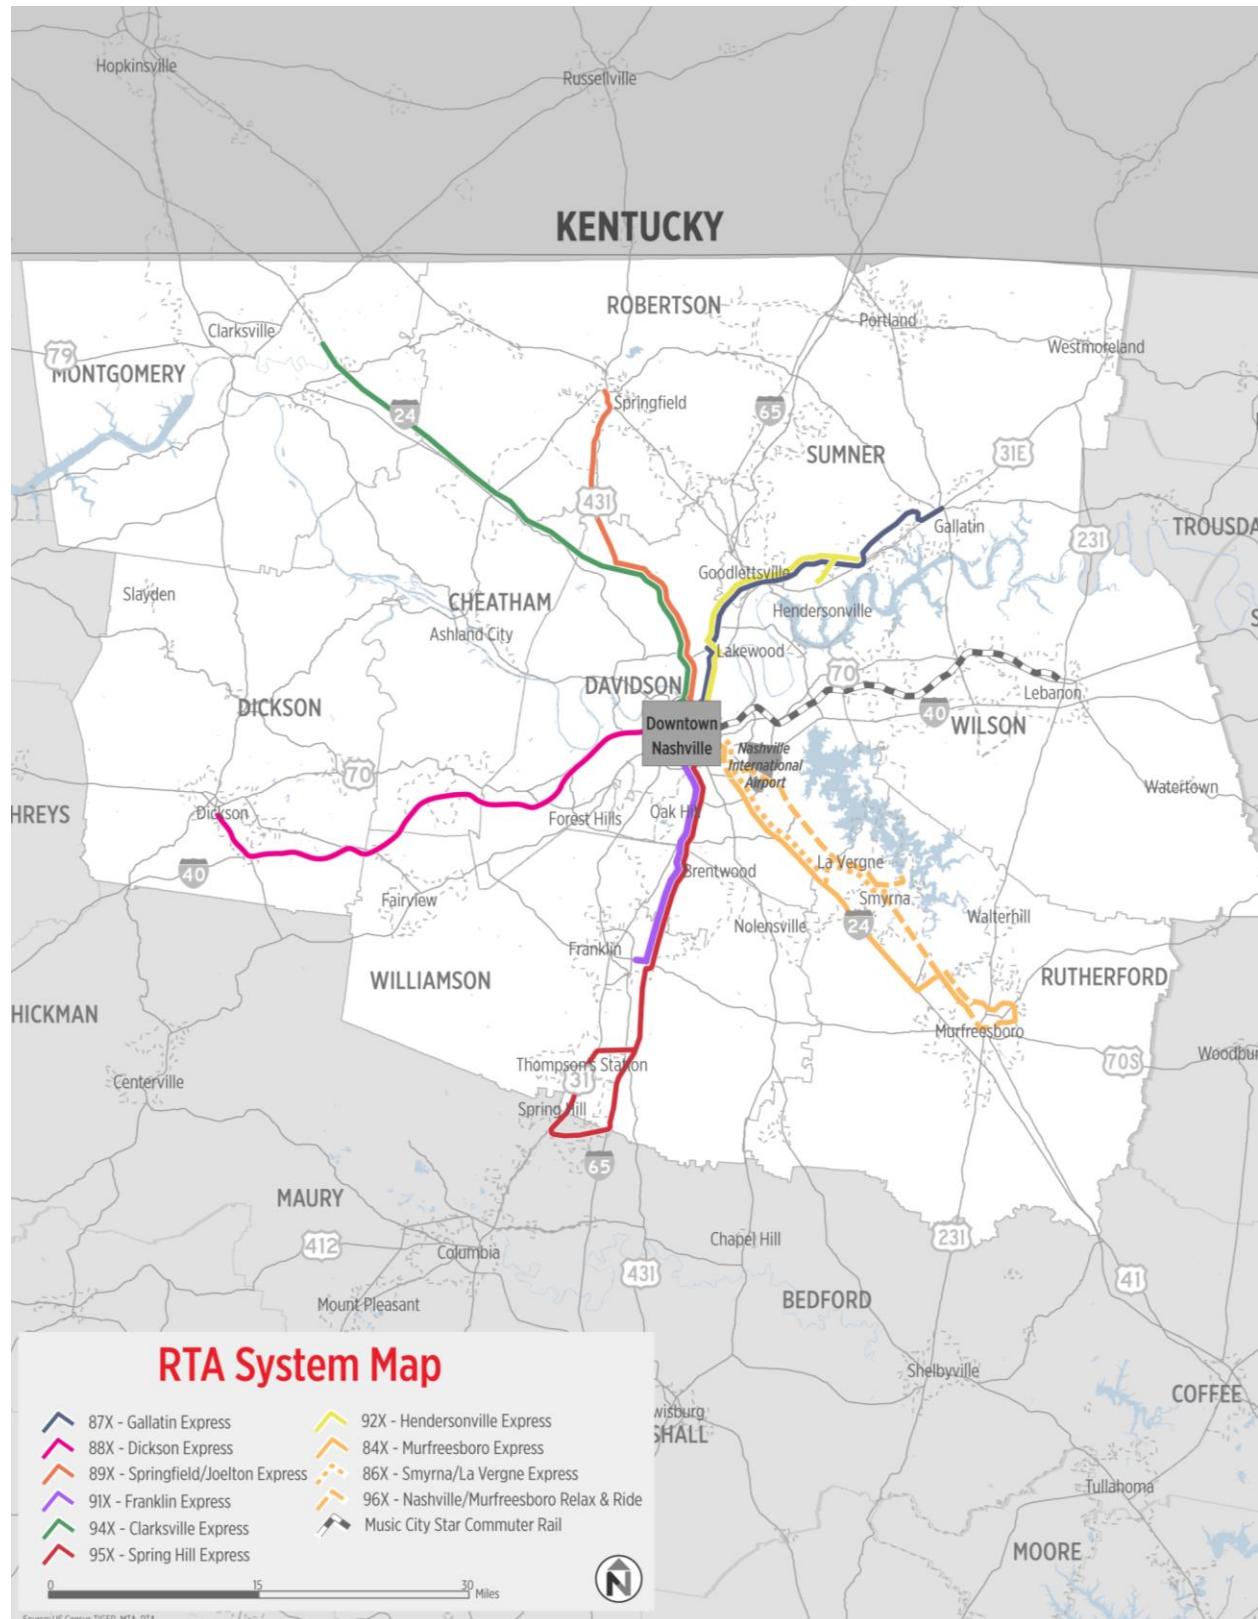 Hopkinsville
Russellville
KENTUCKY
ROBERTSON
Portland
Clarksville
Westmoreland
79
MONTGOMERY
24
Springfield
65
SUMNER
31E
431
Gallatin
TROUSDA
231
Goodlettsville
Slayden
CHEATHAM
Hendersonville
Ashland City
Lakewood
70
DAVIDSON
Lebanon
DICKSON
40
WILSON
Downtown
Nashville
Nashville
International
Airport
70
Watertown
HREYS
Dickson
Forest Hills
Oak Hill
40
La Vergne
Brentwood
Fairview
Smyrna
Walterhill
24
Nolensville
Franklin
WILLIAMSON
RUTHERFORD
HICKMAN
Murfreesboro
Thompson's Station
70S
Woodbur
Centerville
31
Spring Hill
65
MAURY
412
Columbia
231
Chapel Hill
431
41
Mount Pleasant
BEDFORD
Shelbyville
COFFEE
wisburg
SHALL
Tullahoma
MOORE
RTA System Map
87X - Gallatin Express
88X - Dickson Express
89X - Springfield/Joelton Express
91X - Franklin Express
94X - Clarksville Express
95X - Spring Hill Express
92X - Hendersonville Express
84X - Murfreesboro Express
86X - Smyrna/La Vergne Express
96X - Nashville/Murfreesboro Relax & Ride
Music City Star Commuter Rail
0 15 30 Miles
N